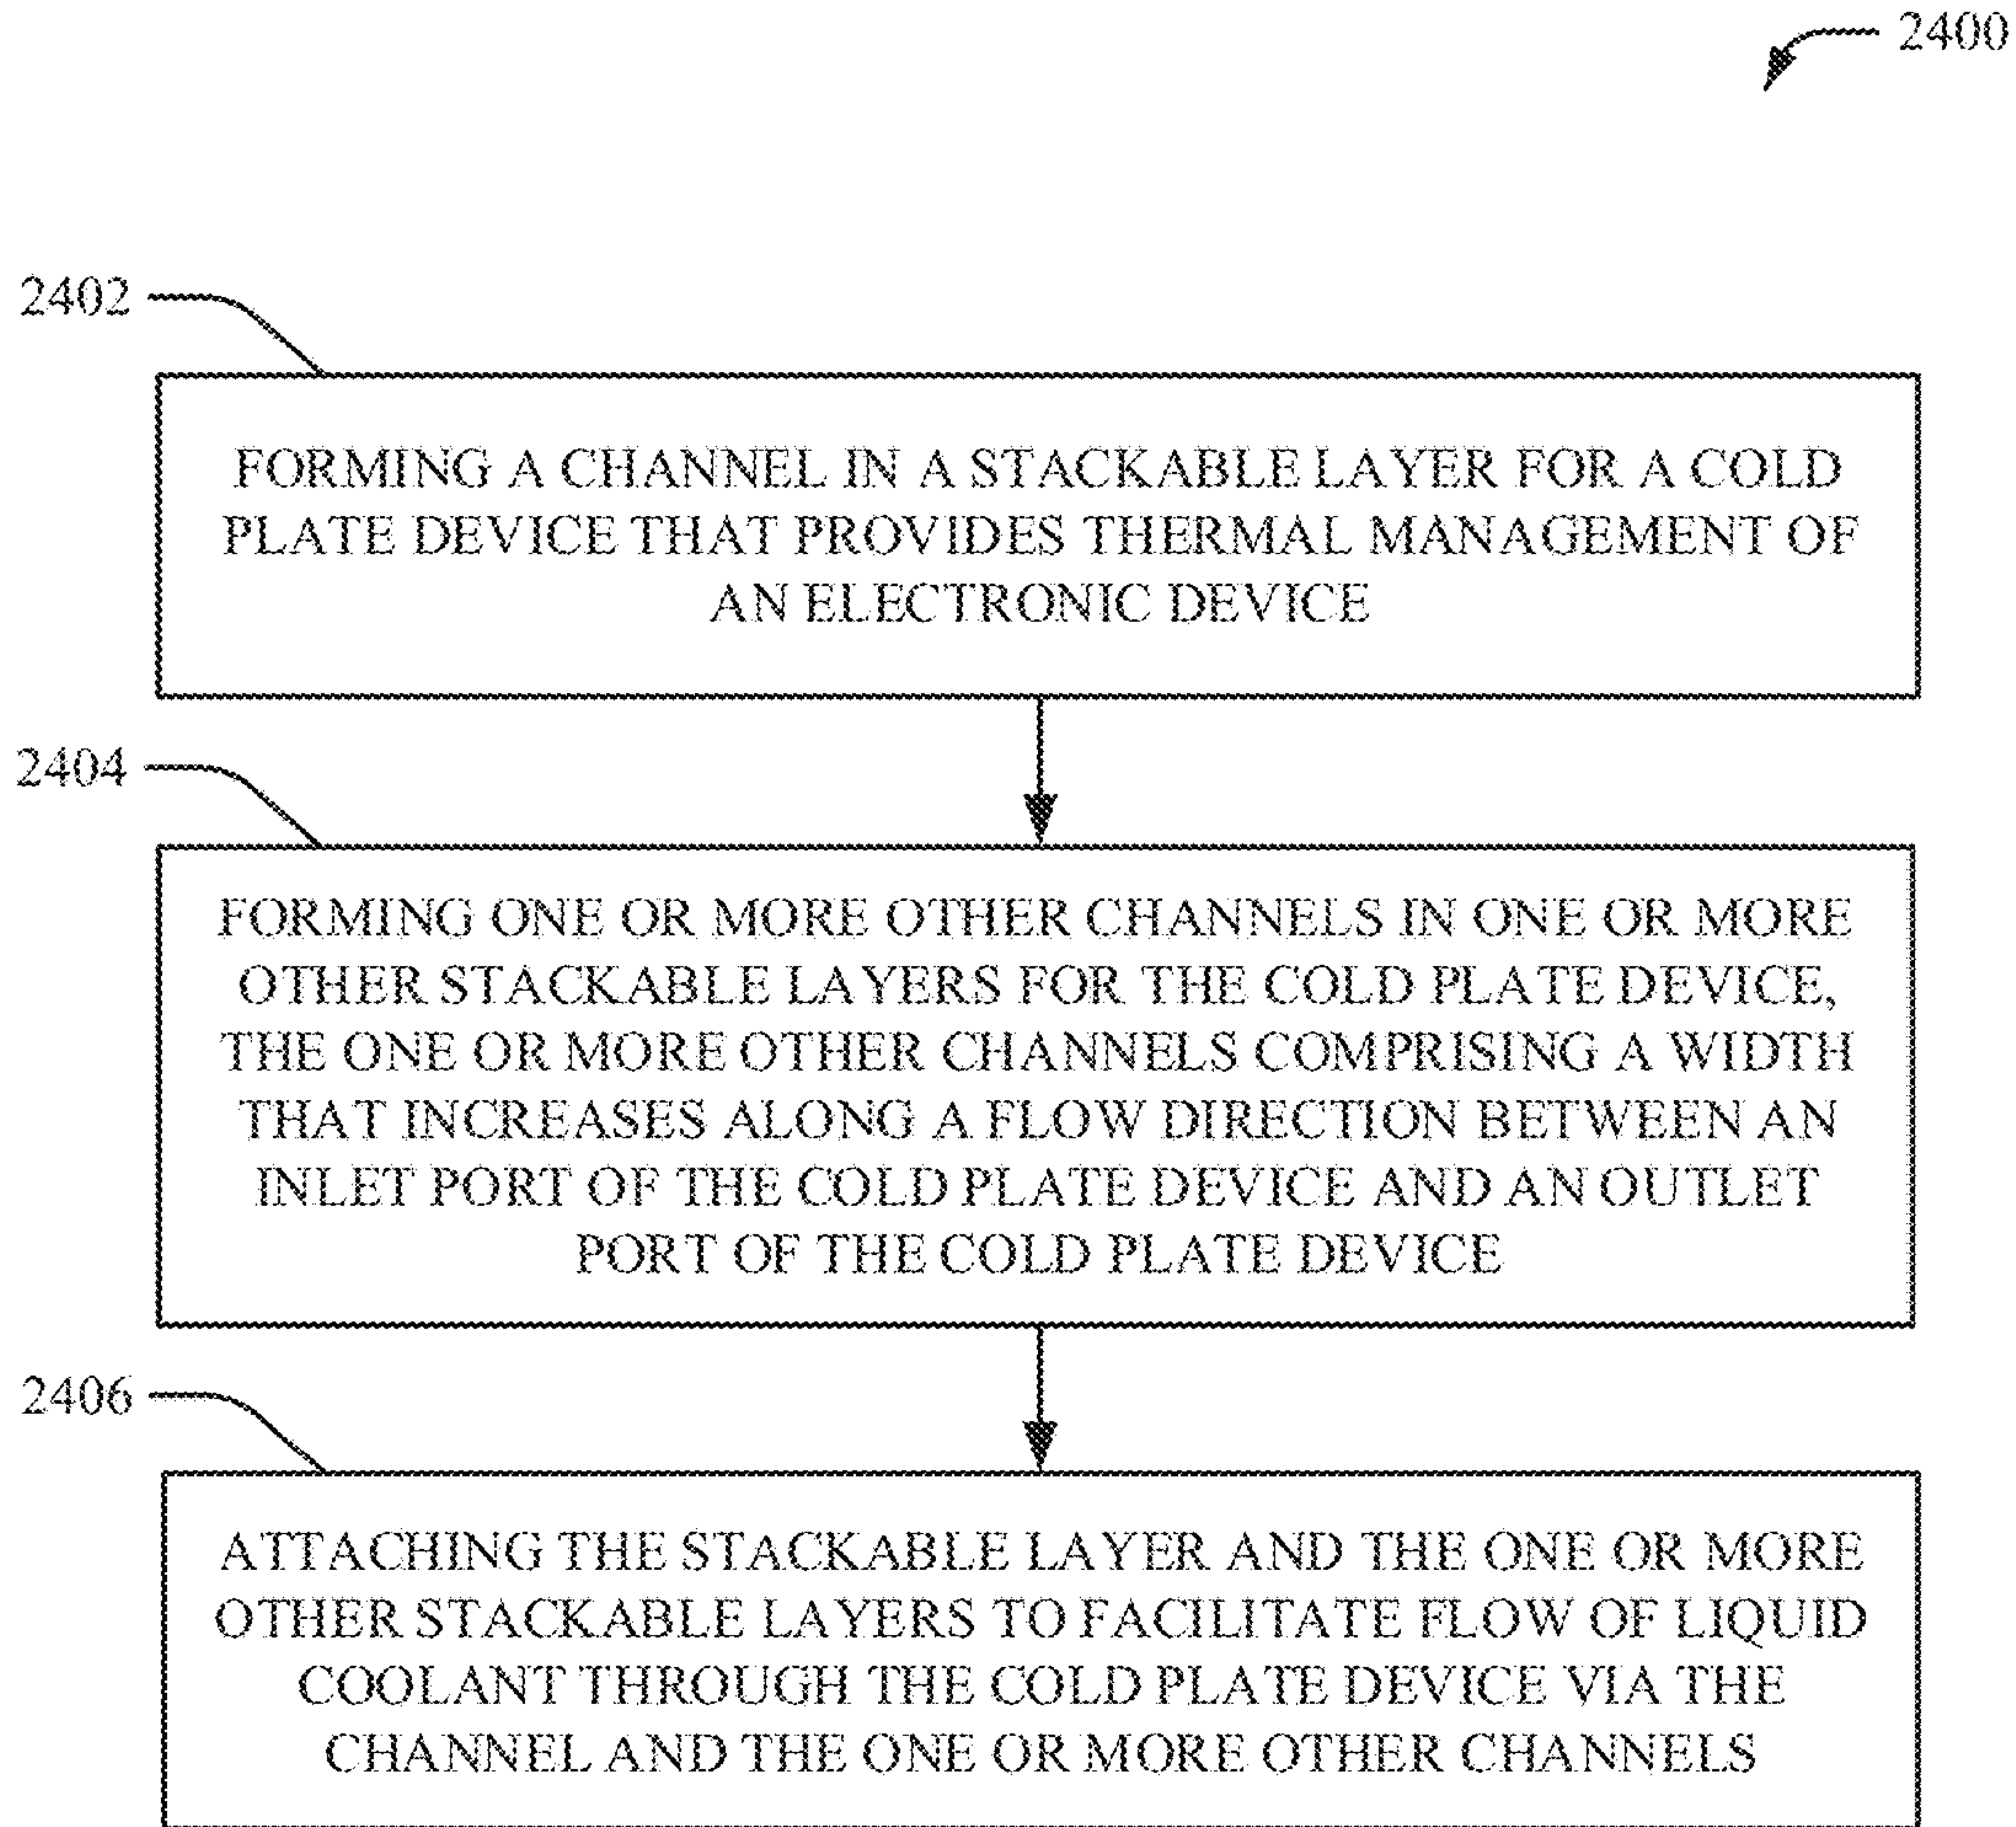 2400
2402
FORMING A CHANNEL IN A STACKABLE LAYER FOR A COLD
PLATE DEVICE THAT PROVIDES THERMAL MANAGEMENT OF
AN ELECTRONIC DEVICE
2404
FORMING ONE OR MORE OTHER CHANNELS IN ONE OR MORE
OTHER STACKABLE LAYERS FOR THE COLD PLATE DEVICE,
THE ONE OR MORE OTHER CHANNELS COMPRISING A WIDTH
THAT INCREASES ALONG A FLOW DIRECTION BETWEEN AN
INLET PORT OF THE COLD PLATE DEVICE AND AN OUTLET
PORT OF THE COLD PLATE DEVICE
2406
ATTACHING THE STACKABLE LAYER AND THE ONE OR MORE
OTHER STACKABLE LAYERS TO FACILITATE FLOW OF LIQUID
COOLANT THROUGH THE COLD PLATE DEVICE VIA THE
CHANNEL AND THE ONE OR MORE OTHER CHANNELS